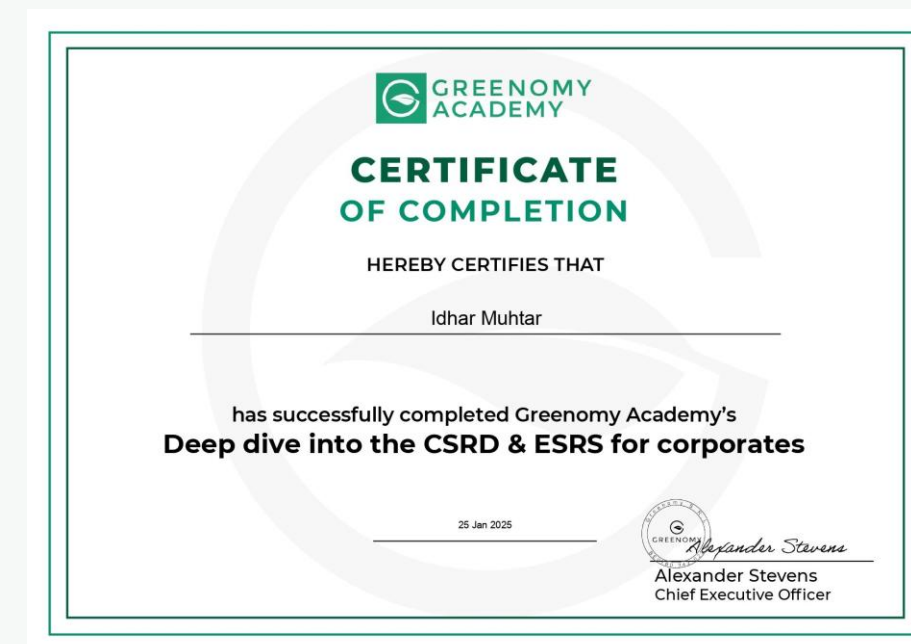 GREENOMY
ACADEMY
CERTIFICATE
OF COMPLETION
HEREBY CERTIFIES THAT
Idhar Muhtar
has successfully completed Greenomy Academy’s
Deep dive into the CSRD & ESRS for corporates
25 Jan 2025
GREENOMY
Alexander Stevens
Alexander Stevens
Chief Executive Officer